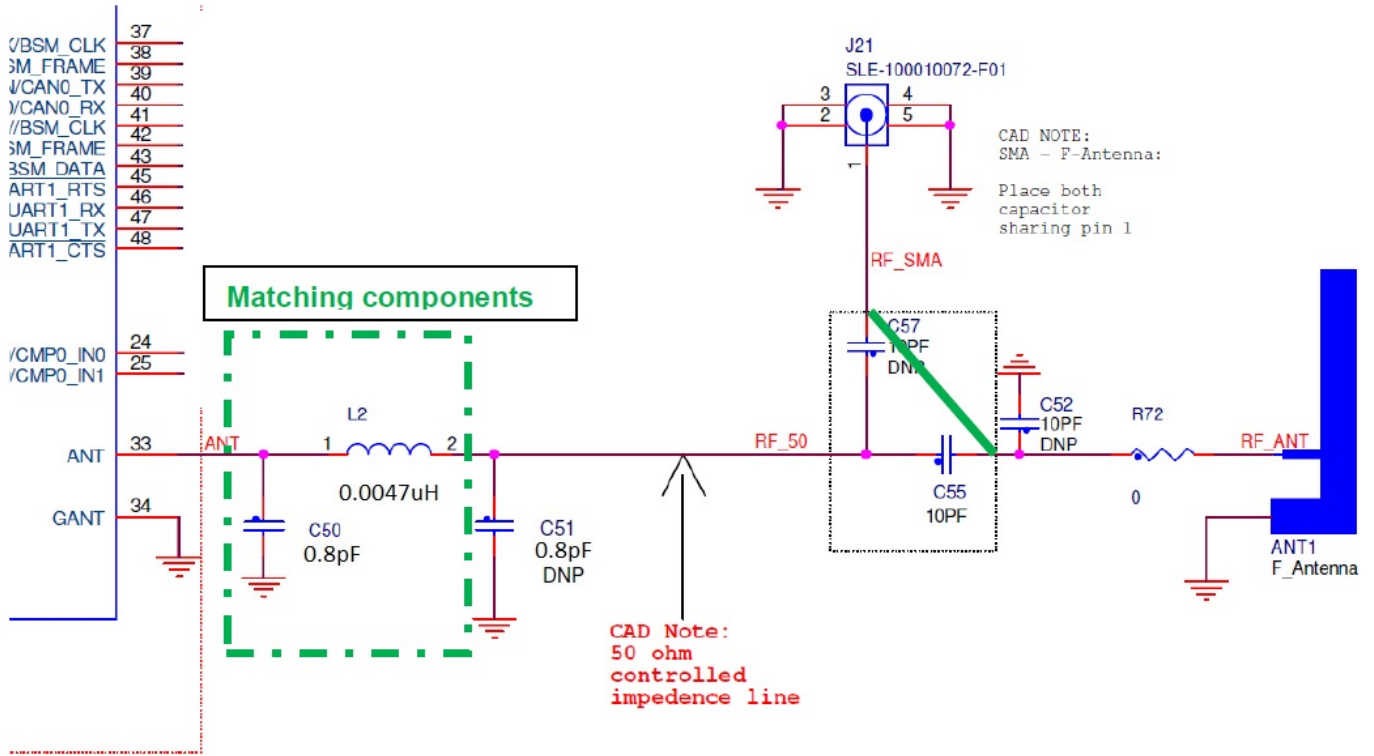 37
/BSM_CLK
38
SM_FRAME
39
N/CAN0_TX
40
/CAN0_RX
41
/BSM_CLK
42
SM_FRAME
43
BSM_DATA
45
ART1_RTS
46
UART1_RX
47
UART1_TX
48
ART1_CTS
24
/CMP0_IN0
25
/CMP0_IN1
33
ANT
ANT
34
GANT
Matching components
L2
1
2
0.0047uH
C50
0.8pF
C51
0.8pF
DNP
CAD Note:
50 ohm
controlled
impedence line
RF_50
J21
SLE-100010072-F01
3
4
2
5
1
CAD NOTE:
SMA - F-Antenna:
Place both
capacitor
sharing pin 1
RF_SMA
C57
10PF
DNP
C55
10PF
C52
10PF
DNP
R72
0
RF_ANT
ANT1
F_Antenna